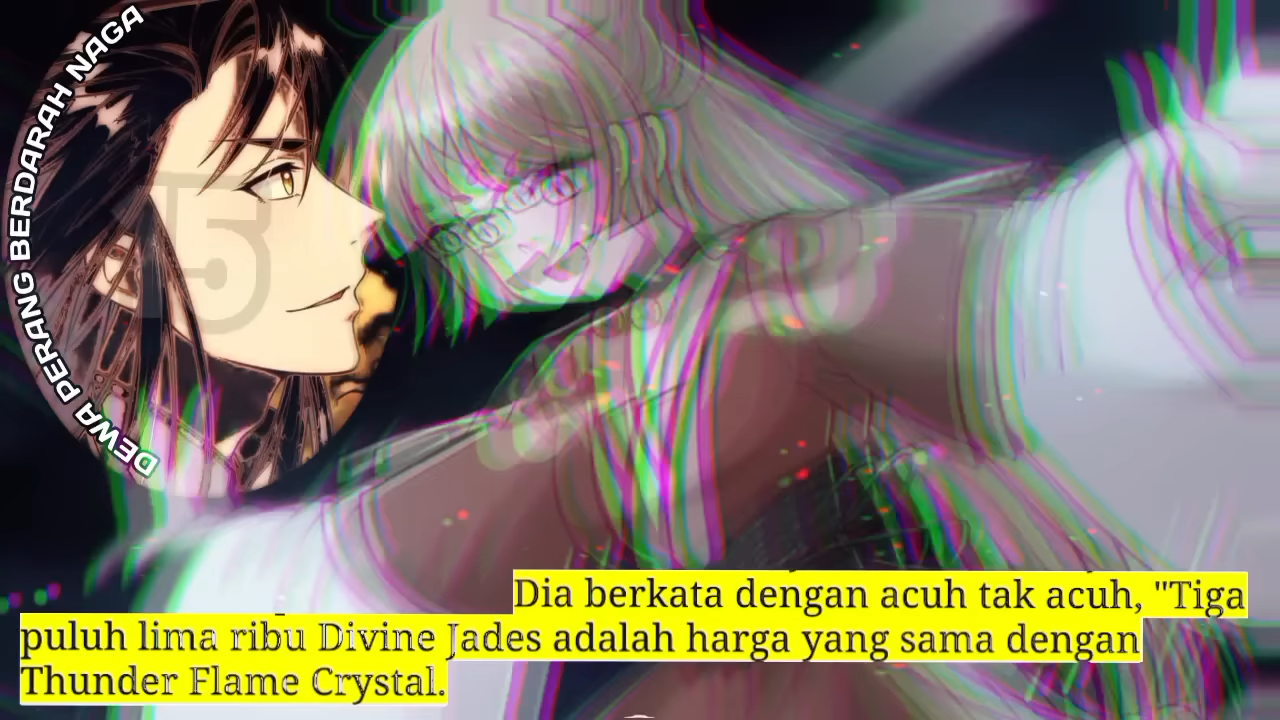 DEWA PERANG BERDARAH NAGA
5
Dia berkata dengan acuh tak acuh, "Tiga
puluh lima ribu Divine Jades adalah harga yang sama dengan
Thunder Flame Crystal.